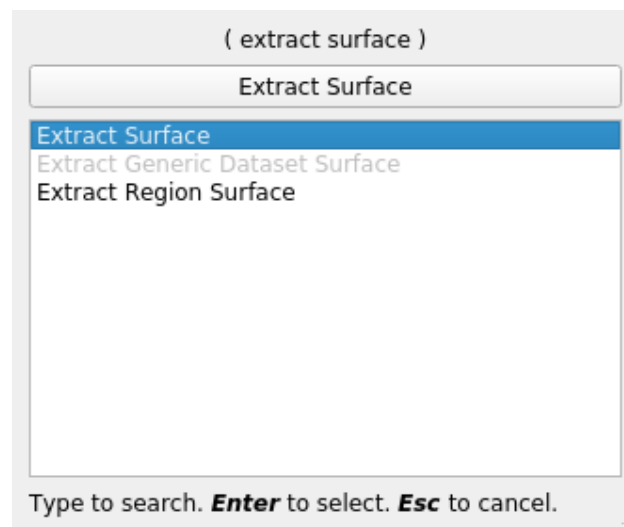 ( extract surface )
Extract Surface
Extract Surface
Extract Generic Dataset Surface
Extract Region Surface
Type to search. Enter to select. Esc to cancel.